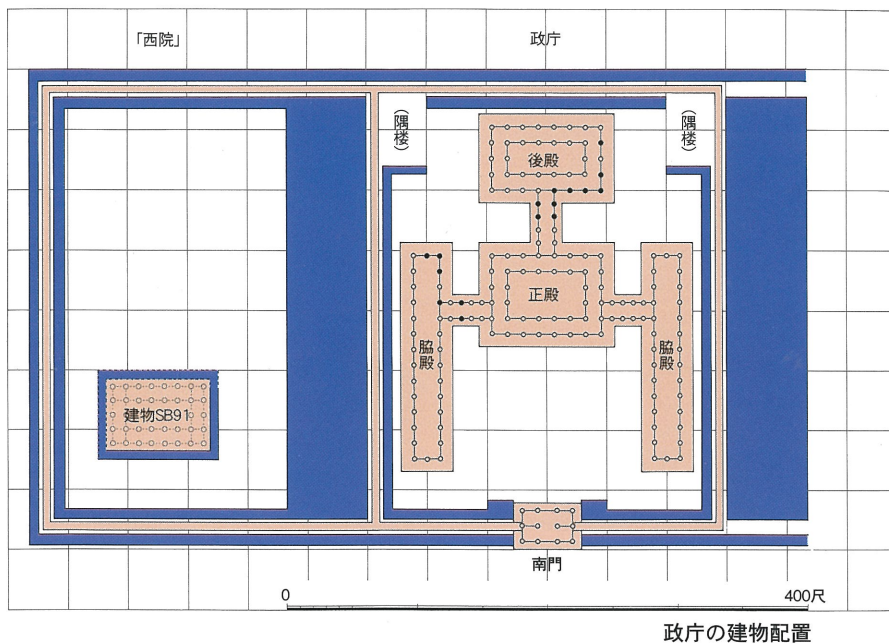 「西院」
政庁
（隅楼）
（隅楼）
後殿
正殿
脇殿
脇殿
建物SB91
南門
0
400尺
政庁の建物配置